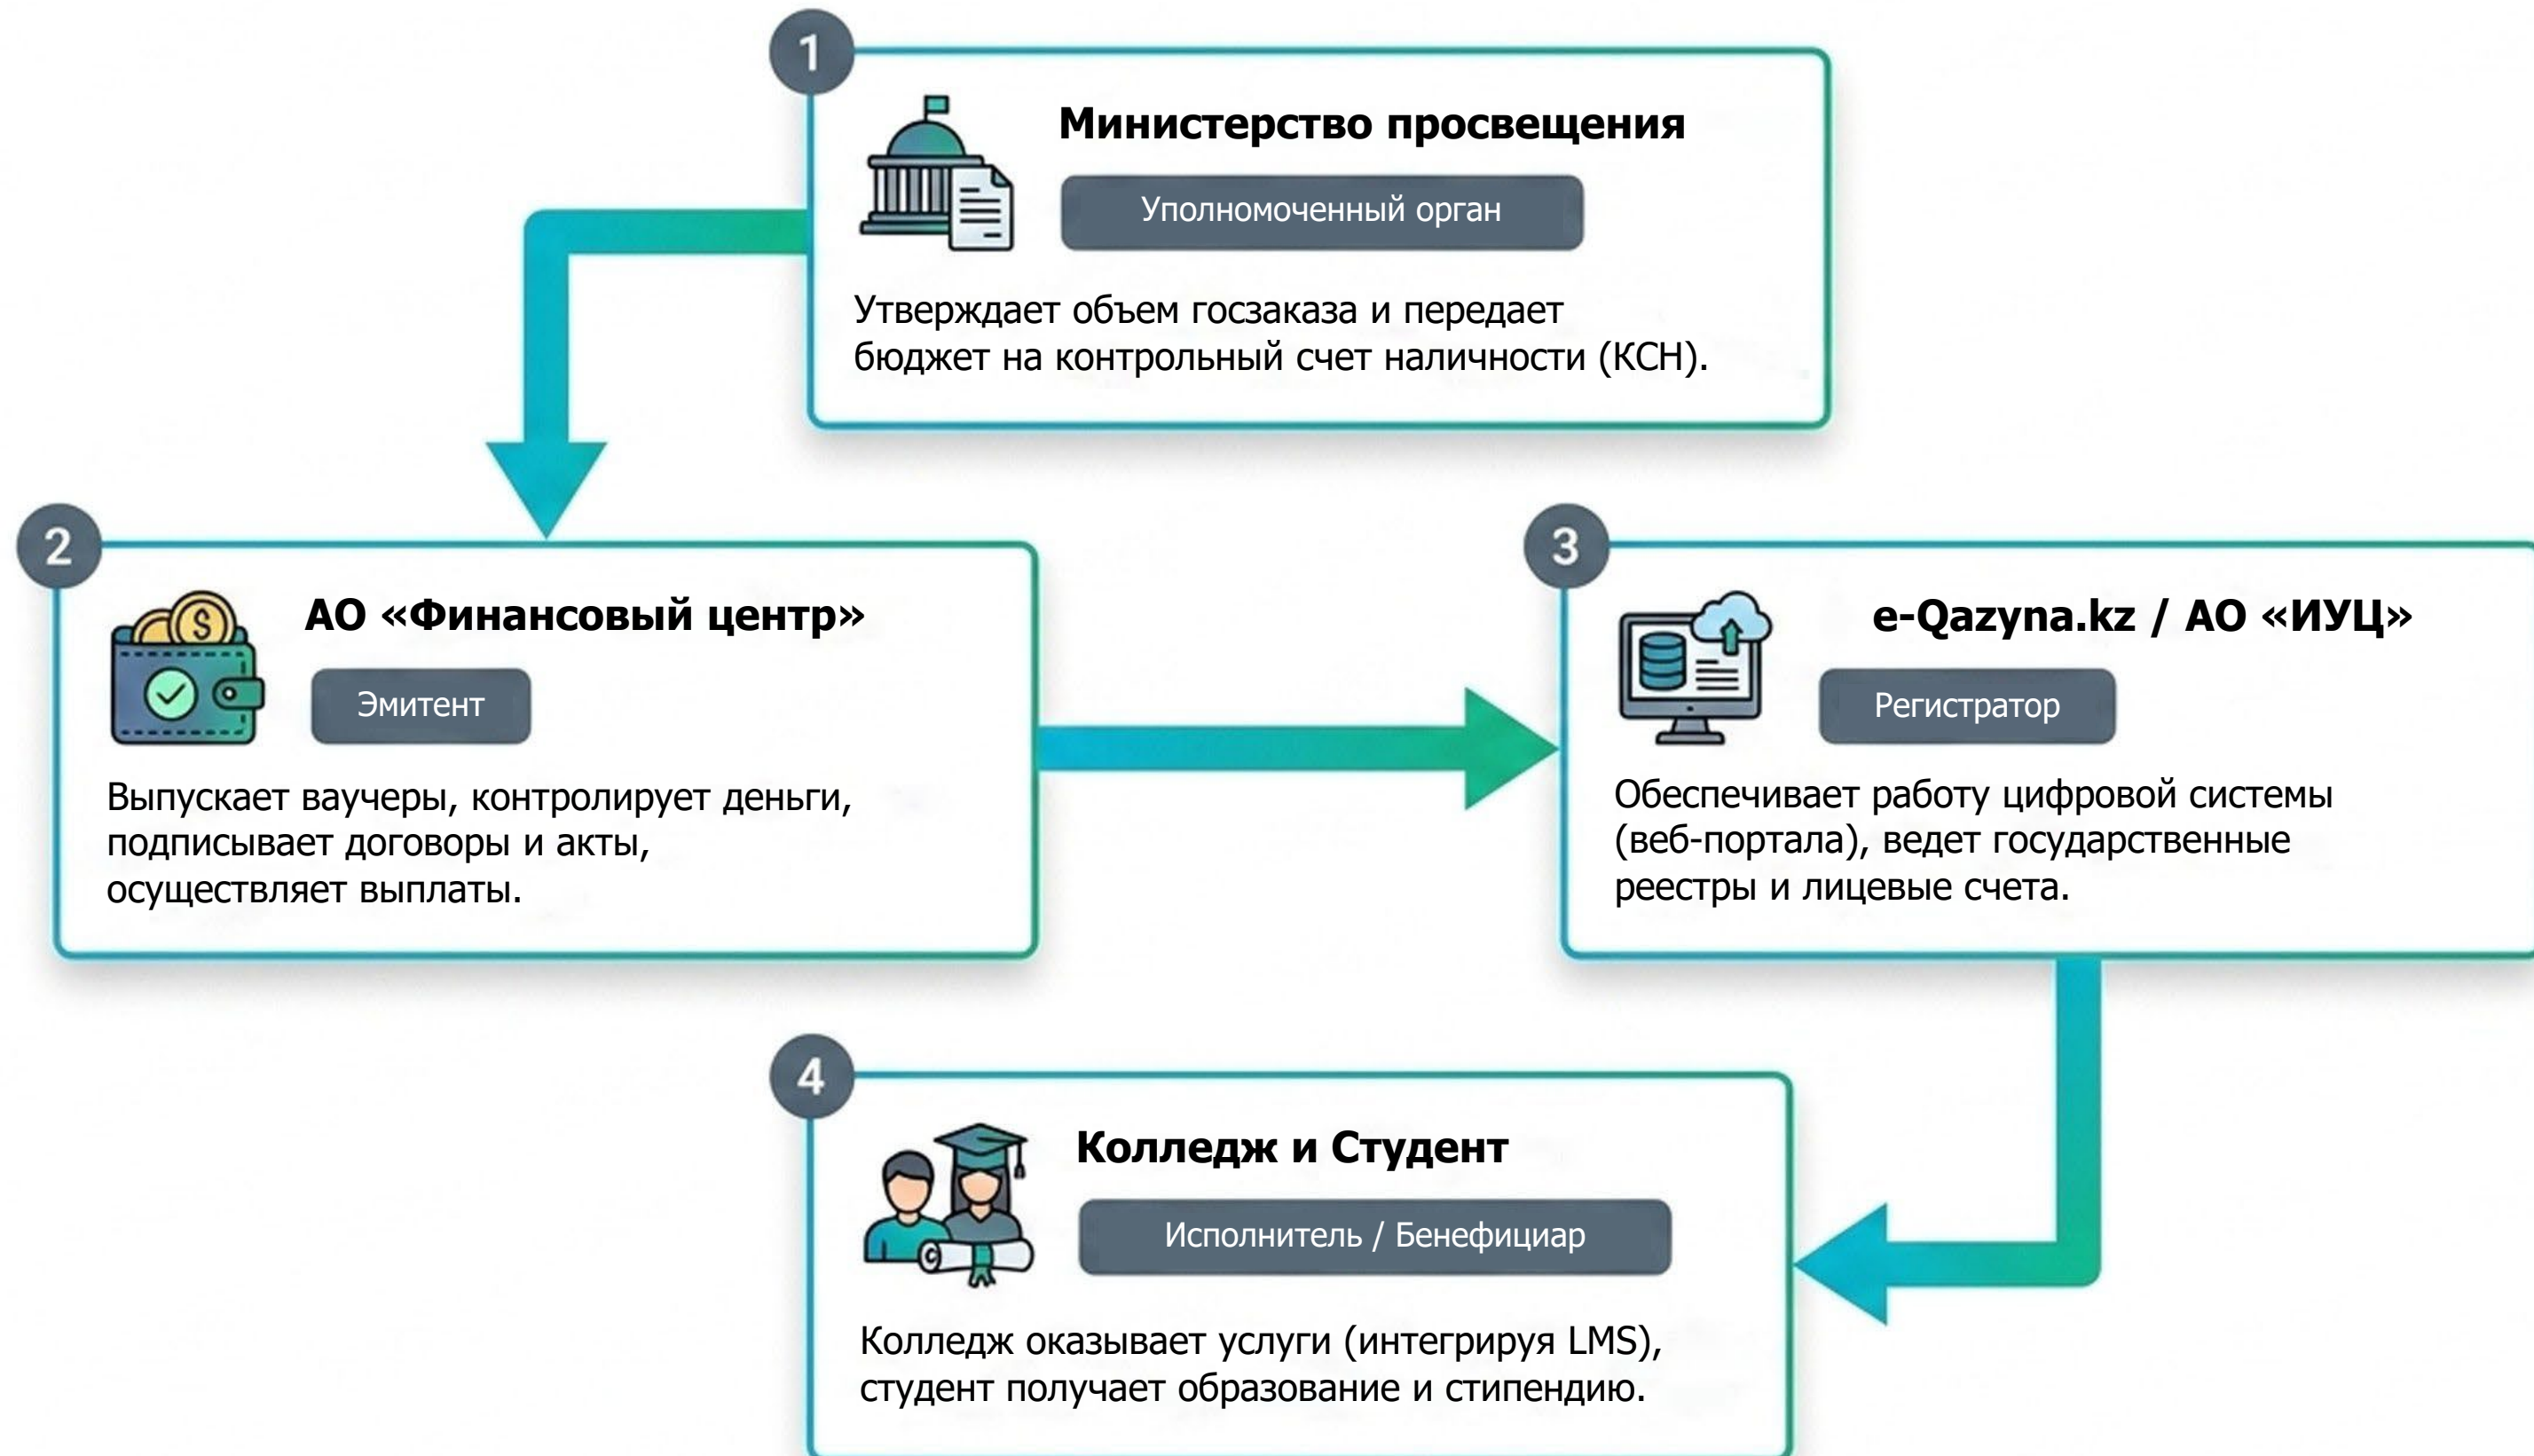 1
Министерство просвещения
Уполномоченный орган
Утверждает объем госзаказа и передает
бюджет на контрольный счет наличности (КСН).
2
АО «Финансовый центр»
Эмитент
Выпускает ваучеры, контролирует деньги,
подписывает договоры и акты,
осуществляет выплаты.
3
e-Qazyna.kz / АО «ИУЦ»
Регистратор
Обеспечивает работу цифровой системы
(веб-портала), ведет государственные
реестры и лицевые счета.
4
Колледж и Студент
Исполнитель / Бенефициар
Колледж оказывает услуги (интегрируя LMS),
студент получает образование и стипендию.